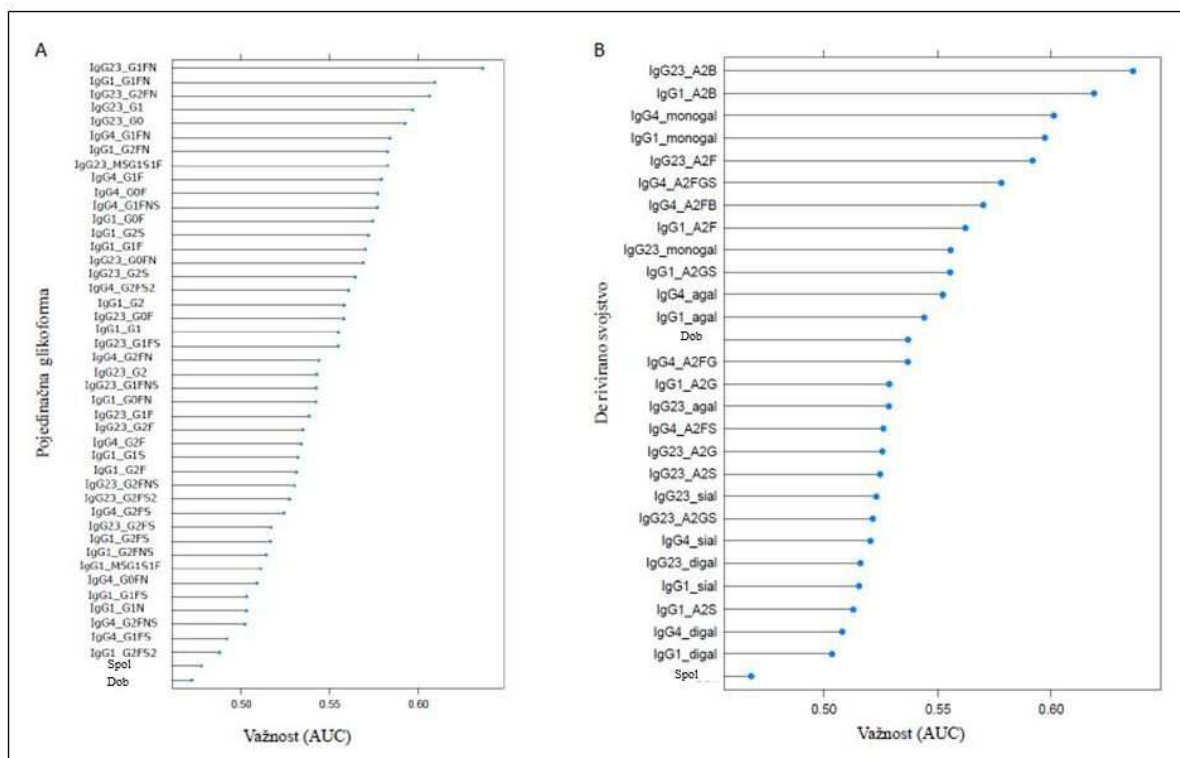 A
IgG23_G1FN
IgG1_G1FN
IgG23_G2FN
IgG23_G1
IgG23_G0
IgG4_G1FN
IgG1_G2FN
IgG23_M5G1S1F
IgG4_G1F
IgG4_G0F
IgG4_G1FNS
IgG1_G0F
IgG1_G2S
IgG1_G1F
IgG23_G0FN
IgG23_G2S
IgG4_G2FS2
IgG1_G2
IgG23_G0F
IgG1_G1
IgG23_G1FS
IgG4_G2FN
IgG23_G2
IgG23_G1FNS
IgG1_G0FN
IgG23_G1F
IgG23_G2F
IgG4_G2F
IgG1_G1S
IgG1_G2F
IgG23_G2FNS
IgG23_G2FS2
IgG4_G2FS
IgG23_G2FS
IgG1_G2FS
IgG1_G2FNS
IgG1_M5G1S1F
IgG4_G0FN
IgG1_G1FS
IgG1_G1N
IgG4_G2FNS
IgG4_G1FS
IgG1_G2FS2
Spol
Dob
Pojedinačna glikoforma
0.50 0.55 0.60
Važnost (AUC)
B
IgG23_A2B
IgG1_A2B
IgG4_monogal
IgG1_monogal
IgG23_A2F
IgG4_A2FGS
IgG4_A2FB
IgG1_A2F
IgG23_monogal
IgG1_A2GS
IgG4_agal
IgG1_agal
Dob
IgG4_A2FG
IgG1_A2G
IgG23_agal
IgG4_A2FS
IgG23_A2G
IgG23_A2S
IgG23_sial
IgG23_A2GS
IgG4_sial
IgG23_digal
IgG1_sial
IgG1_A2S
IgG4_digal
IgG1_digal
Spol
Derivirano svojstvo
0.50 0.55 0.60
Važnost (AUC)